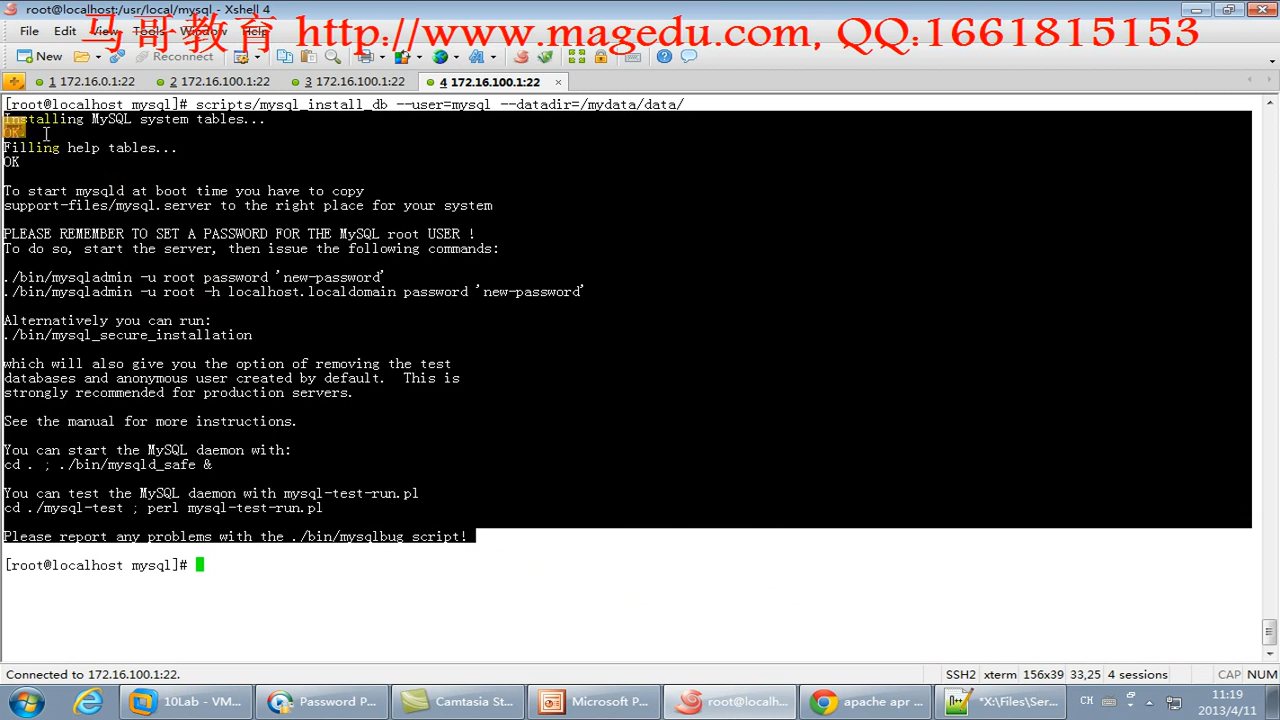 root@localhost:/usr/local/mysql - Xshell 4
File Edit View Tools Window Help
马哥教育 http://www.magedu.com, QQ:1661815153
New Reconnect
1 172.16.0.1:22 2 172.16.100.1:22 3 172.16.100.1:22 4 172.16.100.1:22
[root@localhost mysql]# scripts/mysql_install_db --user=mysql --datadir=/mydata/data/
Installing MySQL system tables...
OK
Filling help tables...
OK
To start mysqld at boot time you have to copy
support-files/mysql.server to the right place for your system
PLEASE REMEMBER TO SET A PASSWORD FOR THE MySQL root USER !
To do so, start the server, then issue the following commands:
./bin/mysqladmin -u root password 'new-password'
./bin/mysqladmin -u root -h localhost.localdomain password 'new-password'
Alternatively you can run:
./bin/mysql_secure_installation
which will also give you the option of removing the test
databases and anonymous user created by default.  This is
strongly recommended for production servers.
See the manual for more instructions.
You can start the MySQL daemon with:
cd . ; ./bin/mysqld_safe &
You can test the MySQL daemon with mysql-test-run.pl
cd ./mysql-test ; perl mysql-test-run.pl
Please report any problems with the ./bin/mysqlbug script!
[root@localhost mysql]#
Connected to 172.16.100.1:22. SSH2 xterm 156x39 33,25 4 sessions CAP NUM
10Lab - VM... Password P... Camtasia St... Microsoft P... root@localh... apache apr ... *X:\Files\Ser... CH 11:19
2013/4/11